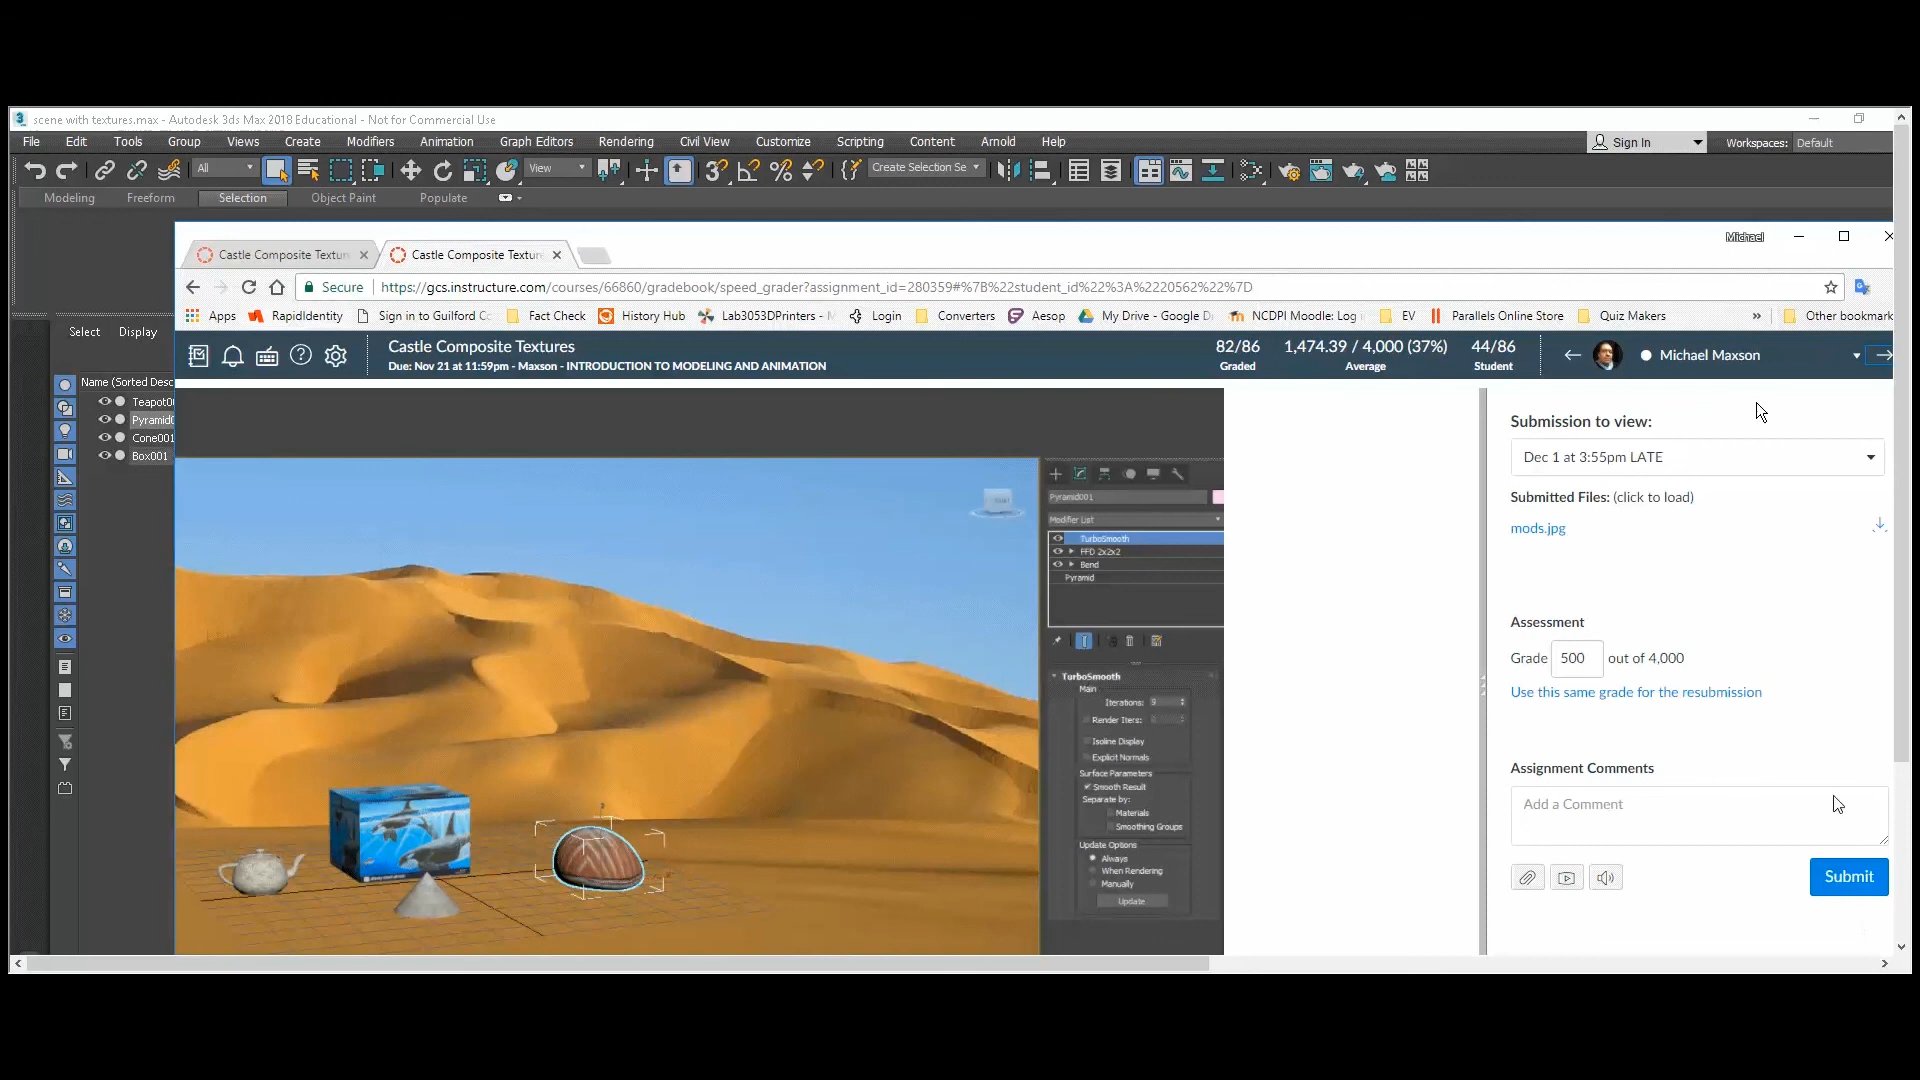 scene with textures.max - Autodesk 3ds Max 2018 Educational - Not for Commercial Use
File Edit Tools Group Views Create Modifiers Animation Graph Editors Rendering Civil View Customize Scripting Content Arnold Help Sign In Workspaces: Default
All View Create Selection Se
Modeling Freeform Selection Object Paint Populate
Michael
Castle Composite Textur Castle Composite Texture
Secure https://gcs.instructure.com/courses/66860/gradebook/speed_grader?assignment_id=280359#%7B%22student_id%22%3A%2220562%22%7D
Apps RapidIdentity Sign in to Guilford Co Fact Check History Hub Lab3053DPrinters - M Login Converters Aesop My Drive - Google D NCDPI Moodle: Log EV Parallels Online Store Quiz Makers » Other bookmark
Select Display
Castle Composite Textures
Due: Nov 21 at 11:59pm - Maxson - INTRODUCTION TO MODELING AND ANIMATION
82/86 1,474.39 / 4,000 (37%) 44/86
Graded Average Student
Michael Maxson
Name (Sorted Desc
Teapot0
Pyramid0
Cone001
Box001
Pyramid001
Modifier List
TurboSmooth
FFD 2x2x2
Bend
Pyramid
TurboSmooth
Main
Iterations:
Render Iters: 0
Isoline Display
Explicit Normals
Surface Parameters
Smooth Result
Separate by:
Materials
Smoothing Groups
Update Options
Always
When Rendering
Manually
Update
Submission to view:
Dec 1 at 3:55pm LATE
Submitted Files: (click to load)
mods.jpg
Assessment
Grade 500 out of 4,000
Use this same grade for the resubmission
Assignment Comments
Add a Comment
Submit